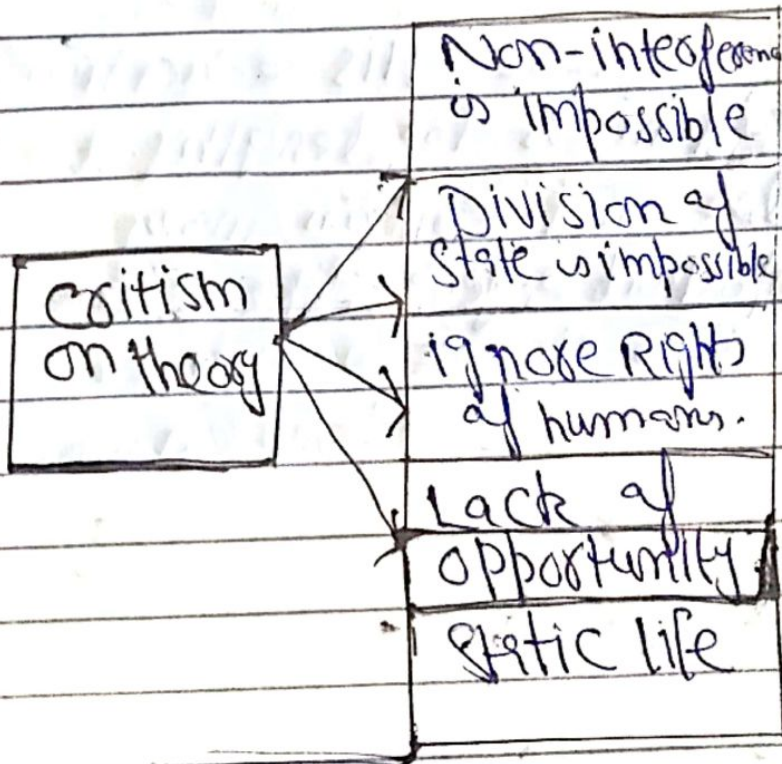 Critism
on theory
Non-interferenc
is impossible
Division of
State is impossible
ignore Rights
of humans.
Lack of
opportunity
Static life